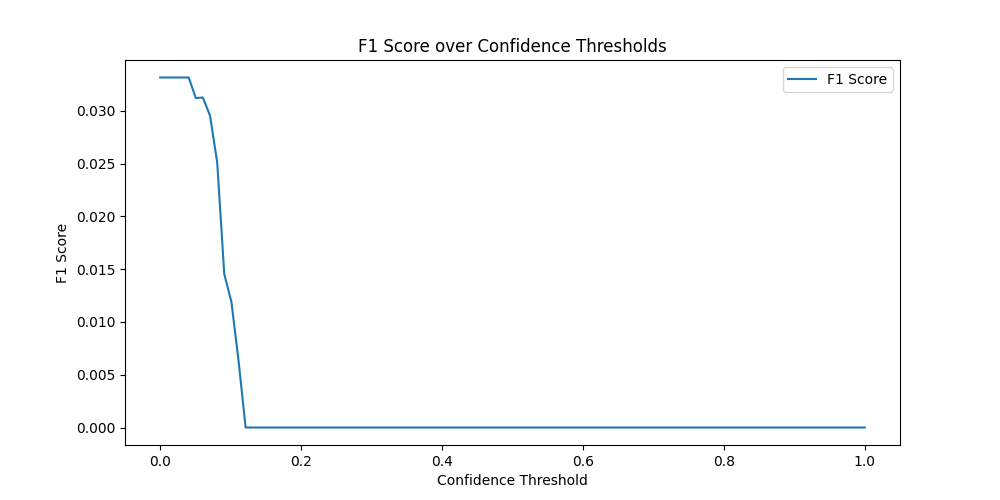 F1 Score over Confidence Thresholds
F1 Score
0.030
0.025
0.020
0.015
0.010
0.005
0.000
F1 Score
0.0 0.2 0.4 0.6 0.8 1.0
Confidence Threshold